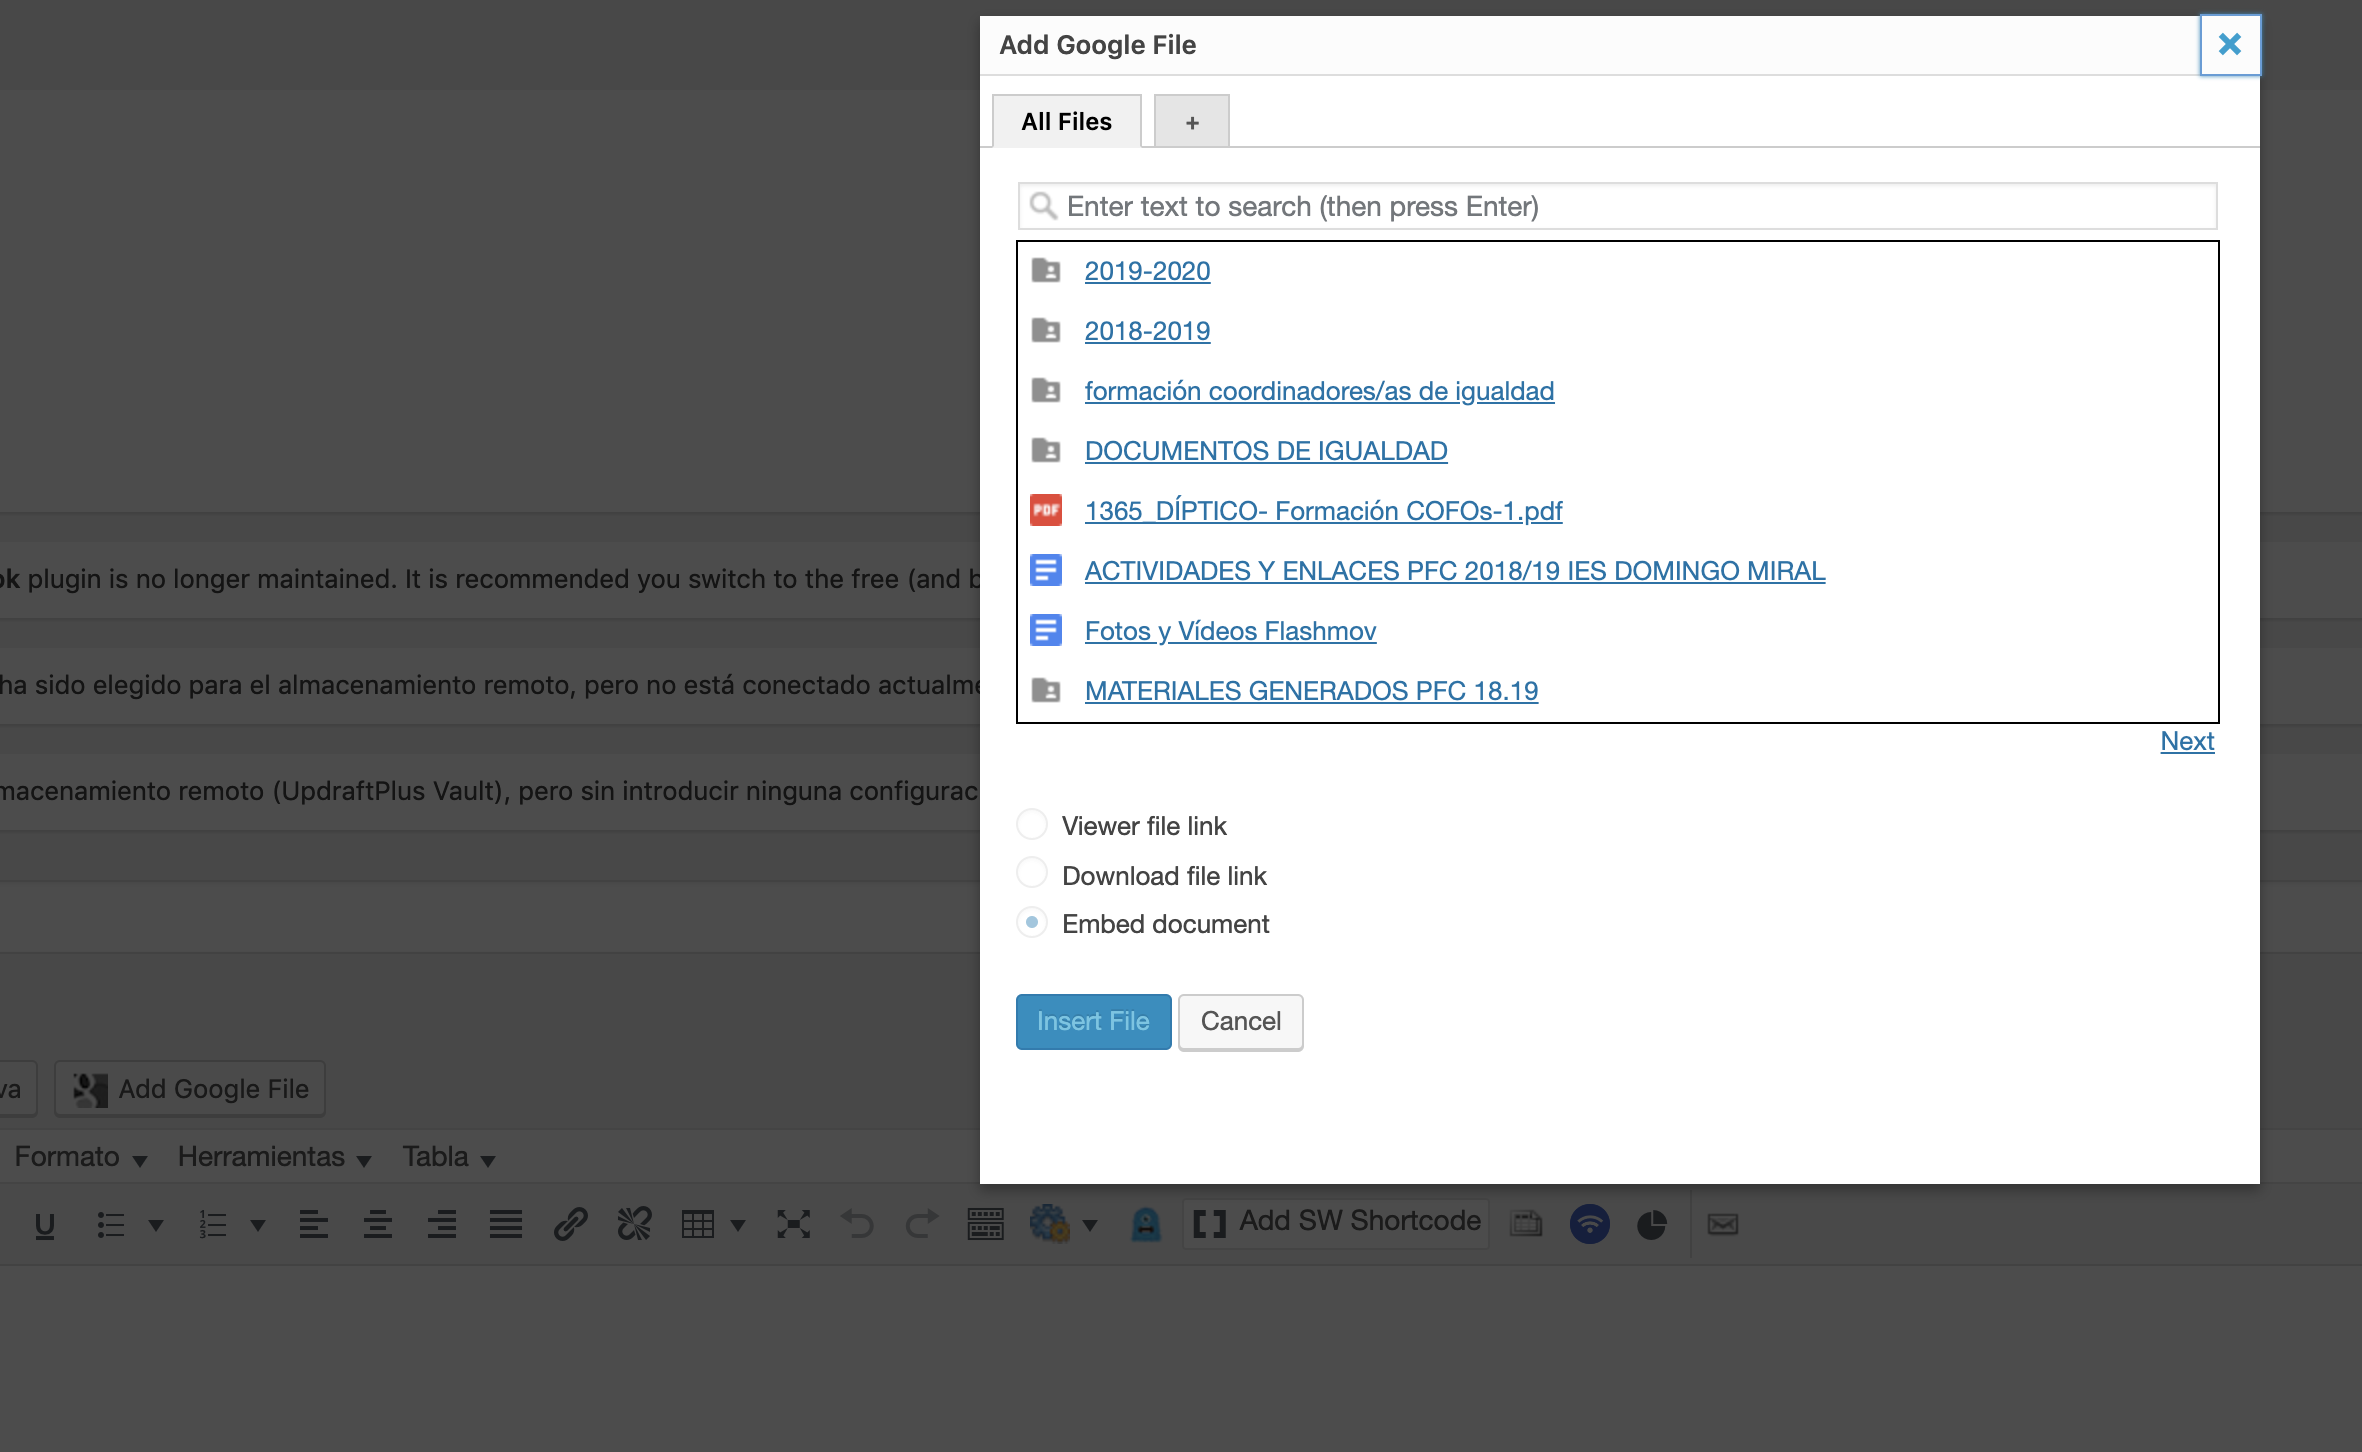 Add Google File
All Files
+
Enter text to search (then press Enter)
2019-2020
2018-2019
formación coordinadores/as de igualdad
DOCUMENTOS DE IGUALDAD
PDF 1365_DÍPTICO- Formación COFOs-1.pdf
ACTIVIDADES Y ENLACES PFC 2018/19 IES DOMINGO MIRAL
Fotos y Vídeos Flashmov
MATERIALES GENERADOS PFC 18.19
Next
Viewer file link
Download file link
Embed document
Insert File
Cancel
plugin is no longer maintained. It is recommended you switch to the free (and
ha sido elegido para el almacenamiento remoto, pero no está conectado
remoto (UpdraftPlus Vault), pero sin introducir ninguna
Add Google File
Formato
Herramientas
Tabla
Add SW Shortcode